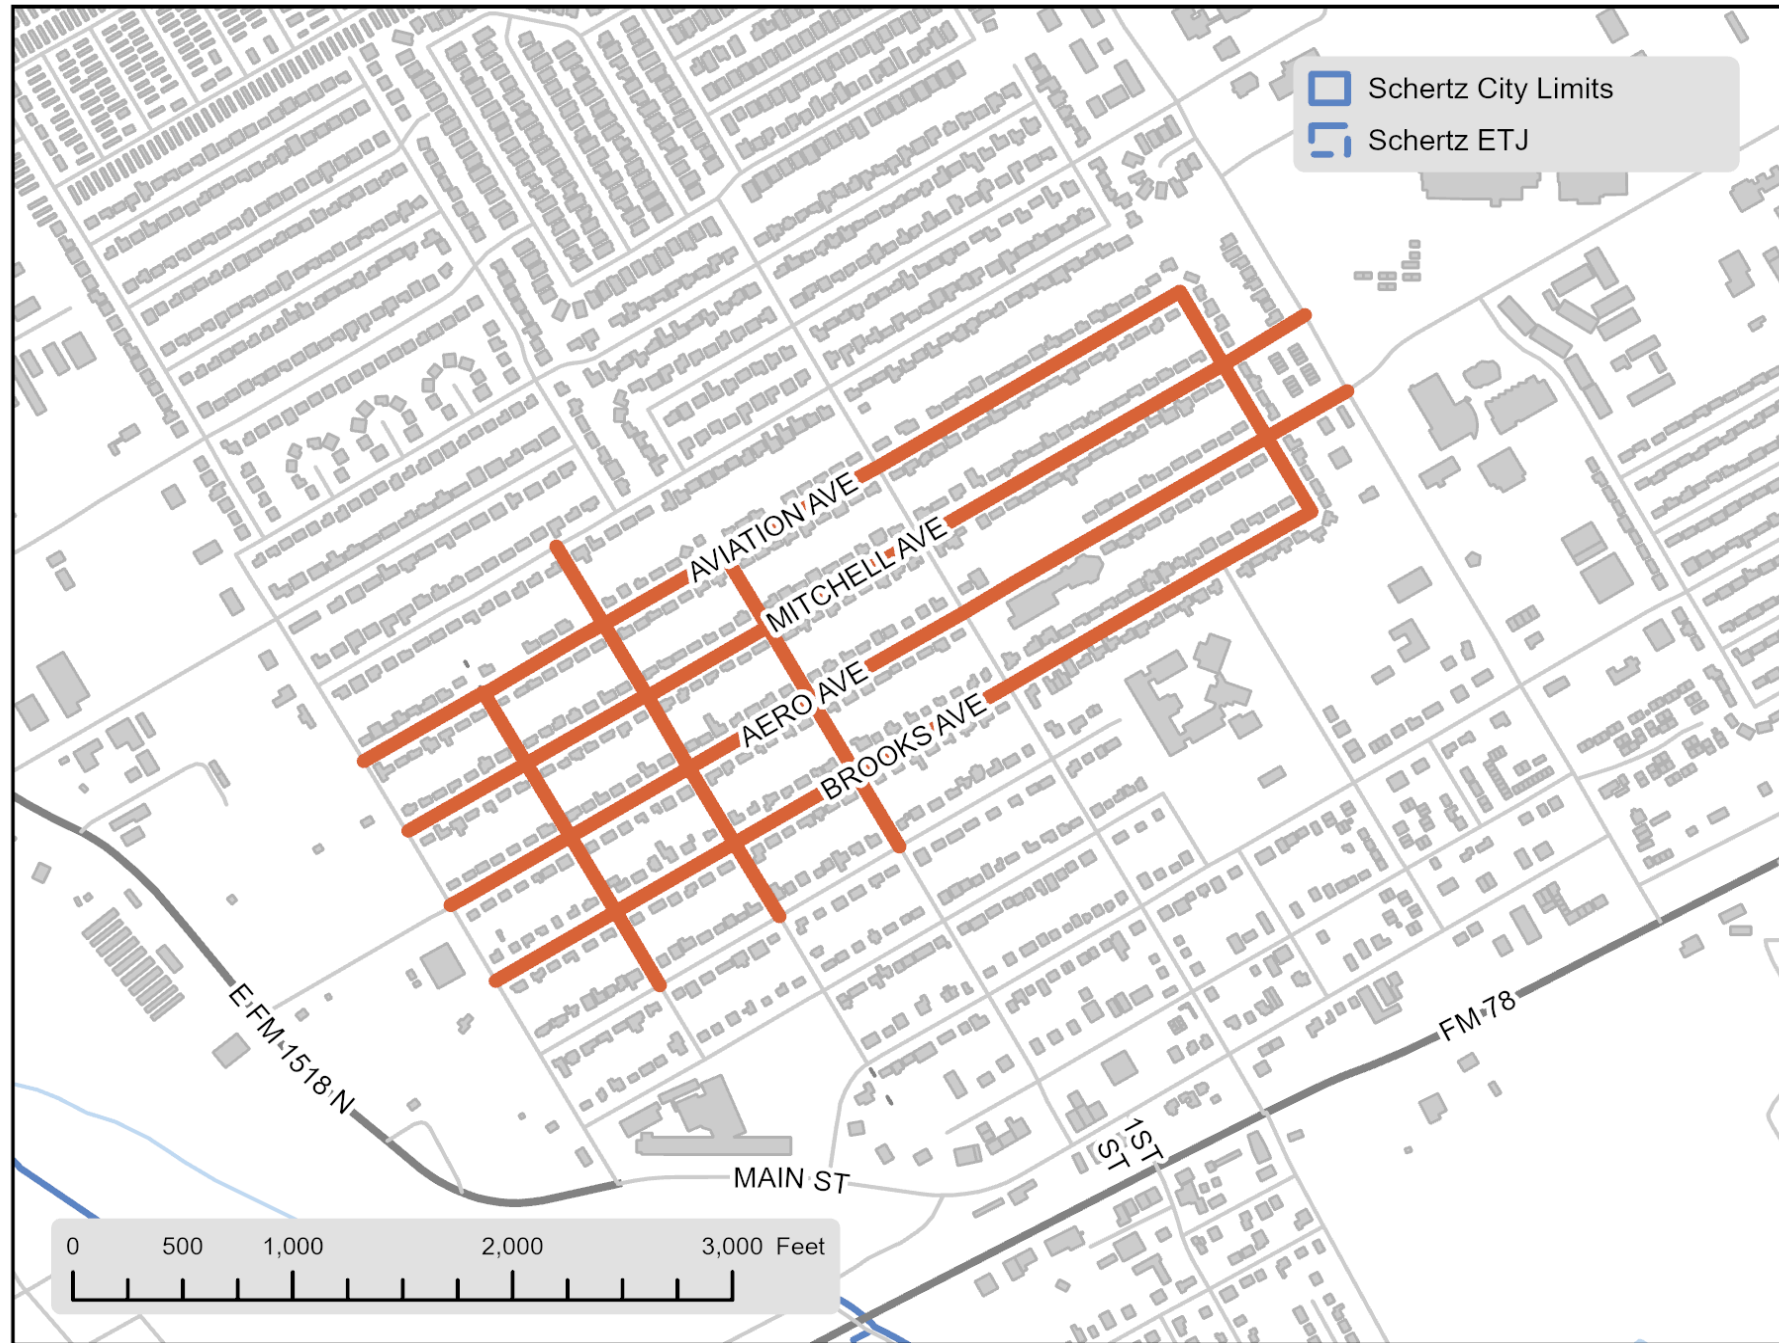 Schertz City Limits
Schertz ETJ
AVIATION AVE
MITCHELL AVE
AERO AVE
BROOKS AVE
E FM 1518 N
FM 78
1ST
ST
MAIN ST
0 500 1,000 2,000 3,000 Feet